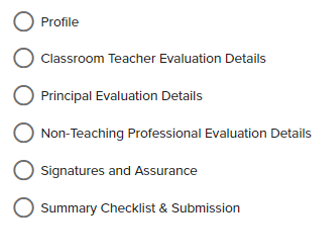 Profile
Classroom Teacher Evaluation Details
Principal Evaluation Details
Non-Teaching Professional Evaluation Details
Signatures and Assurance
Summary Checklist & Submission